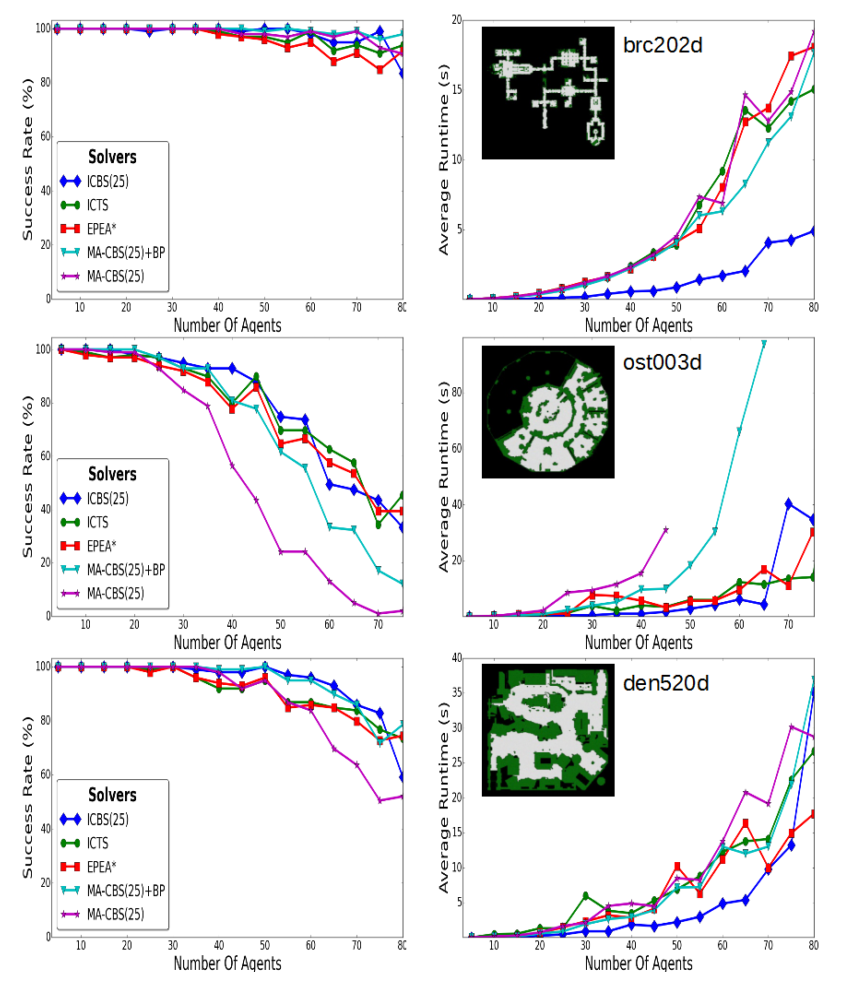 Success Rate (%)
100
80
60
40
20
0
Solvers
ICBS(25)
ICTS
EPEA*
MA-CBS(25)+BP
MA-CBS(25)
10 20 30 40 50 60 70 80
Number Of Agents
Average Runtime (s)
20
15
10
5
brc202d
10 20 30 40 50 60 70 80
Number Of Agents
Success Rate (%)
100
80
60
40
20
0
Solvers
ICBS(25)
ICTS
EPEA*
MA-CBS(25)+BP
MA-CBS(25)
10 20 30 40 50 60 70
Number Of Agents
Average Runtime (s)
80
60
40
20
ost003d
10 20 30 40 50 60 70
Number Of Agents
Success Rate (%)
100
80
60
40
20
0
Solvers
ICBS(25)
ICTS
EPEA*
MA-CBS(25)+BP
MA-CBS(25)
10 20 30 40 50 60 70 80
Number Of Agents
Average Runtime (s)
40
35
30
25
20
15
10
5
den520d
10 20 30 40 50 60 70 80
Number Of Agents